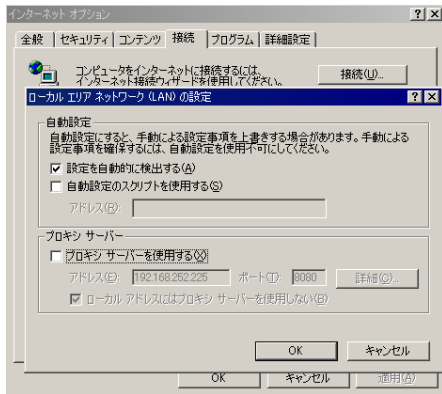 インターネット オプション
全般 セキュリティ コンテンツ 接続 プログラム 詳細設定
コンピュータをインターネットに接続するには、
インターネット接続ウィザードを使用してください。
接続(U)...
ローカル エリア ネットワーク (LAN) の設定
自動設定
自動設定にすると、手動による設定事項を上書きする場合があります。手動による
設定事項を確保するには、自動設定を使用不可にしてください。
設定を自動的に検出する(A)
自動設定のスクリプトを使用する(S)
アドレス(R):
プロキシ サーバー
プロキシ サーバーを使用する(X)
アドレス(E): 192.168.252.225 ポート(T): 8080 詳細(C)...
ローカル アドレスにはプロキシ サーバーを使用しない(B)
OK キャンセル
OK キャンセル 適用(A)